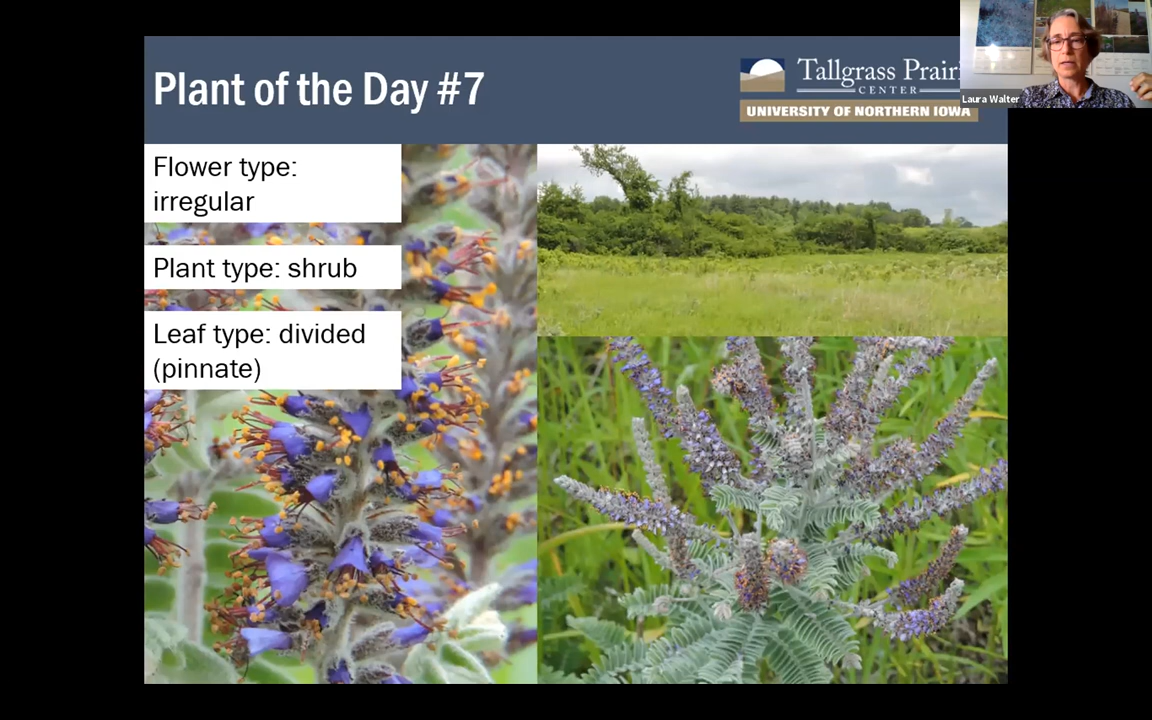 Plant of the Day #7
Tallgrass
CENTER
UNIVERSITY OF NORTHERN IOWA
Laura Walter
Flower type:
irregular
Plant type: shrub
Leaf type: divided
(pinnate)